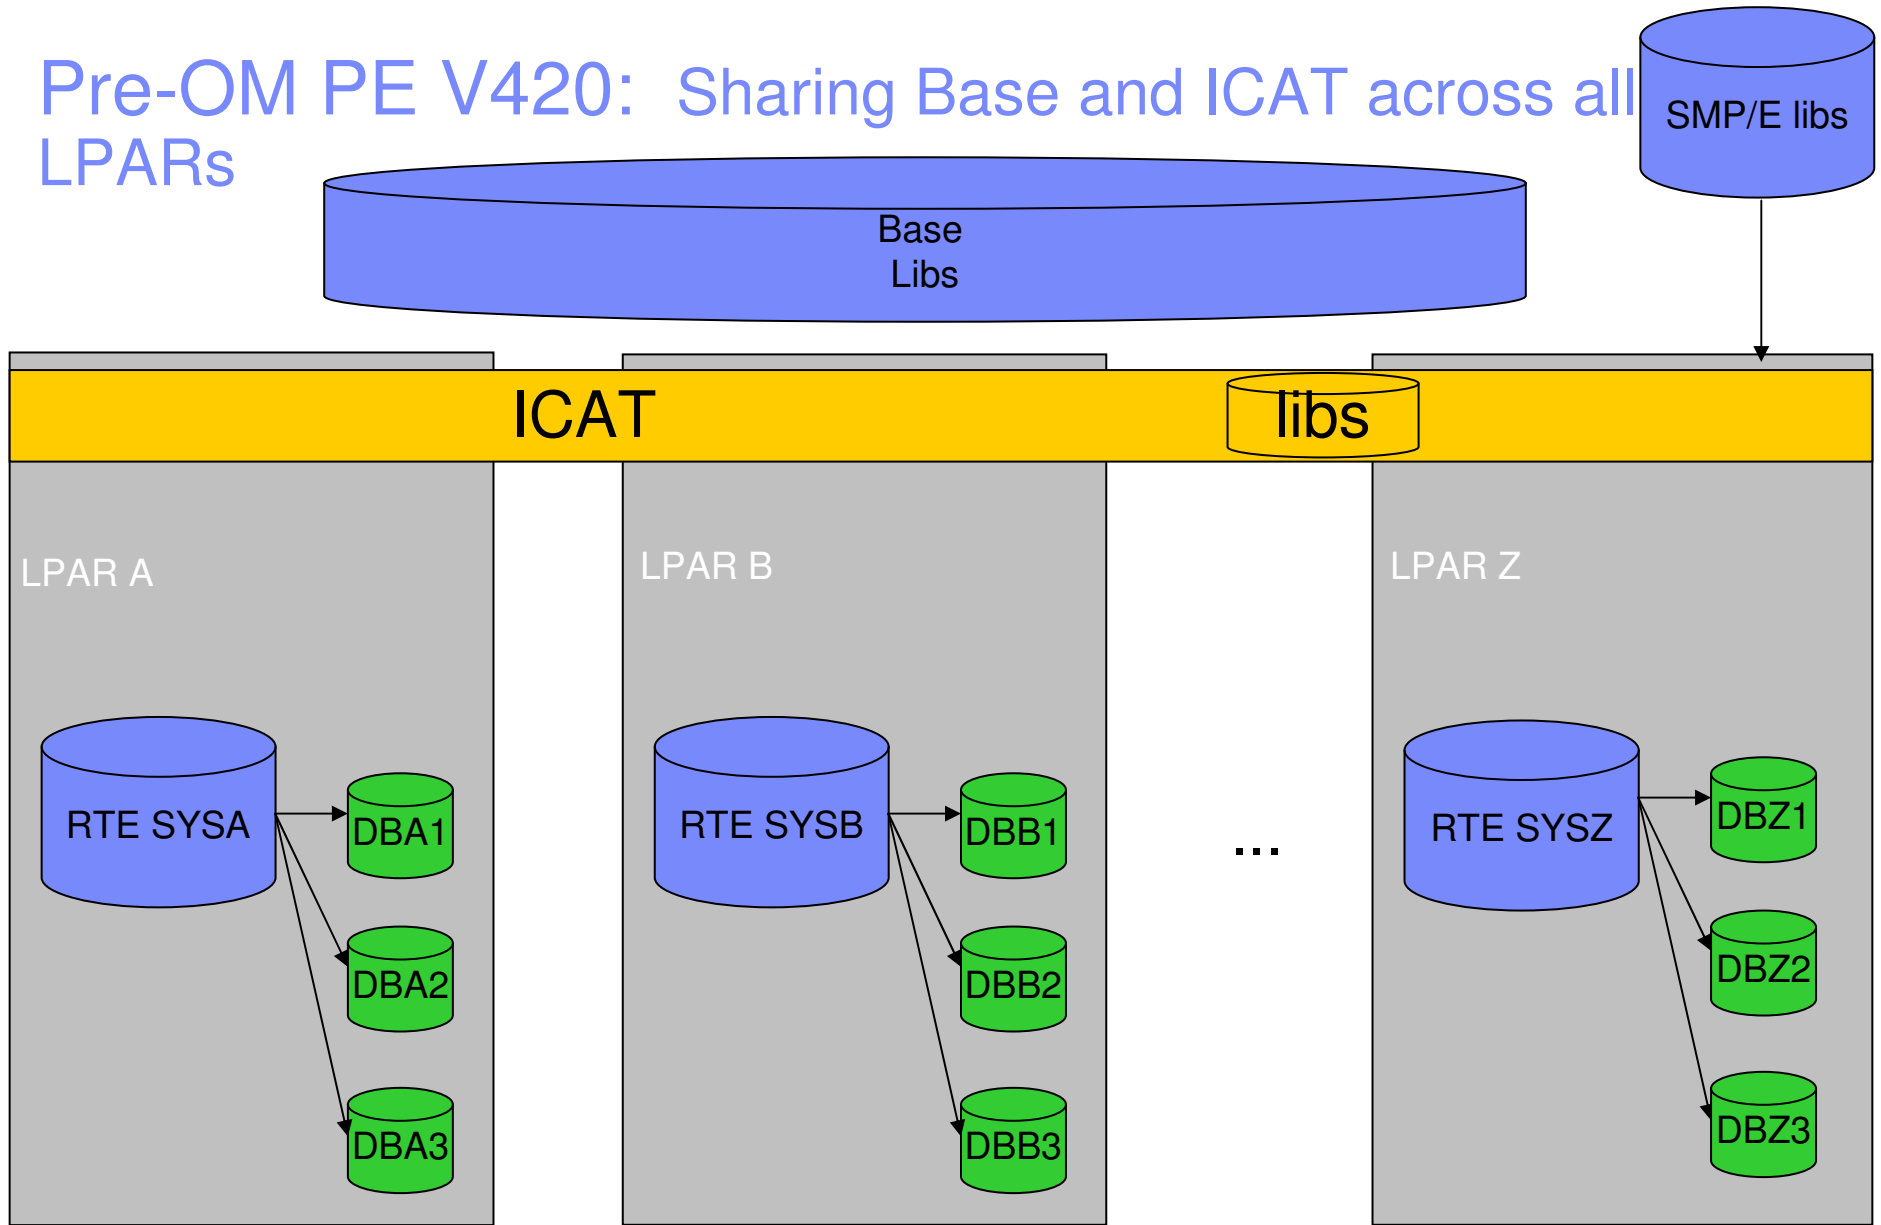 Pre-OM PE V420: Sharing Base and ICAT across all
LPARs
SMP/E libs
Base
Libs
ICAT
libs
LPAR A
LPAR B
LPAR Z
RTE SYSA
DBA1
DBA2
DBA3
RTE SYSB
DBB1
DBB2
DBB3
...
RTE SYSZ
DBZ1
DBZ2
DBZ3